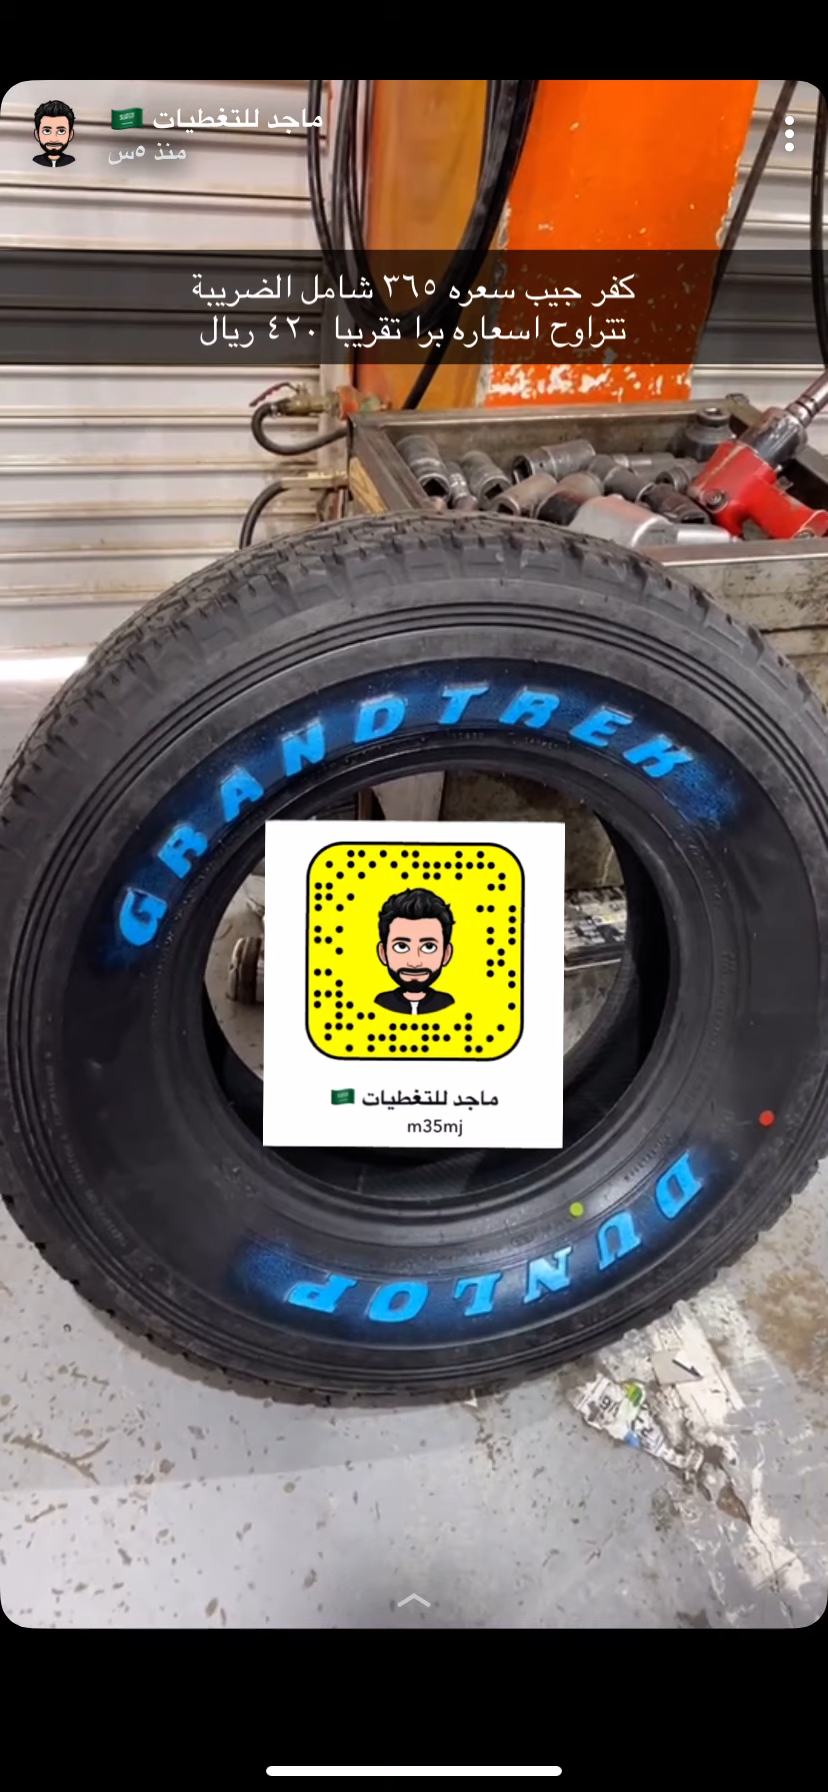 ماجد للتغطيات 🇸🇦
منذ ٥س
كفر جيب سعره ٣٦٥ شامل الضريبة
تتراوح اسعاره برا تقريبا ٤٢٠ ريال
GRANDTREK
ماجد للتغطيات 🇸🇦
m35mj
DUNLOP